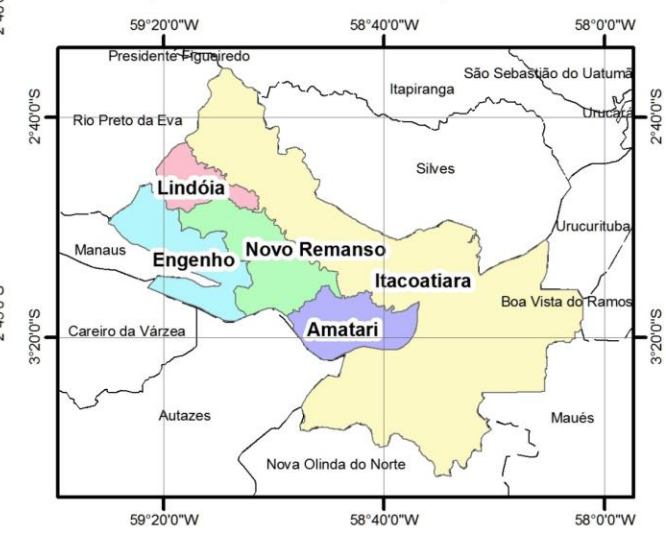 59°20'0"W 58°40'0"W 58°0'0"W
Presidente Figueiredo
São Sebastião do Uatumã
Itapiranga
2°40'0"S 2°40'0"S
Rio Preto da Eva
Urucará
Silves
Lindóia
Urucurituba
Manaus
Novo Remanso
Engenho
Itacoatiara
Boa Vista do Ramos
Amatari
Careiro da Várzea
3°20'0"S 3°20'0"S
Autazes
Maués
Nova Olinda do Norte
59°20'0"W 58°40'0"W 58°0'0"W